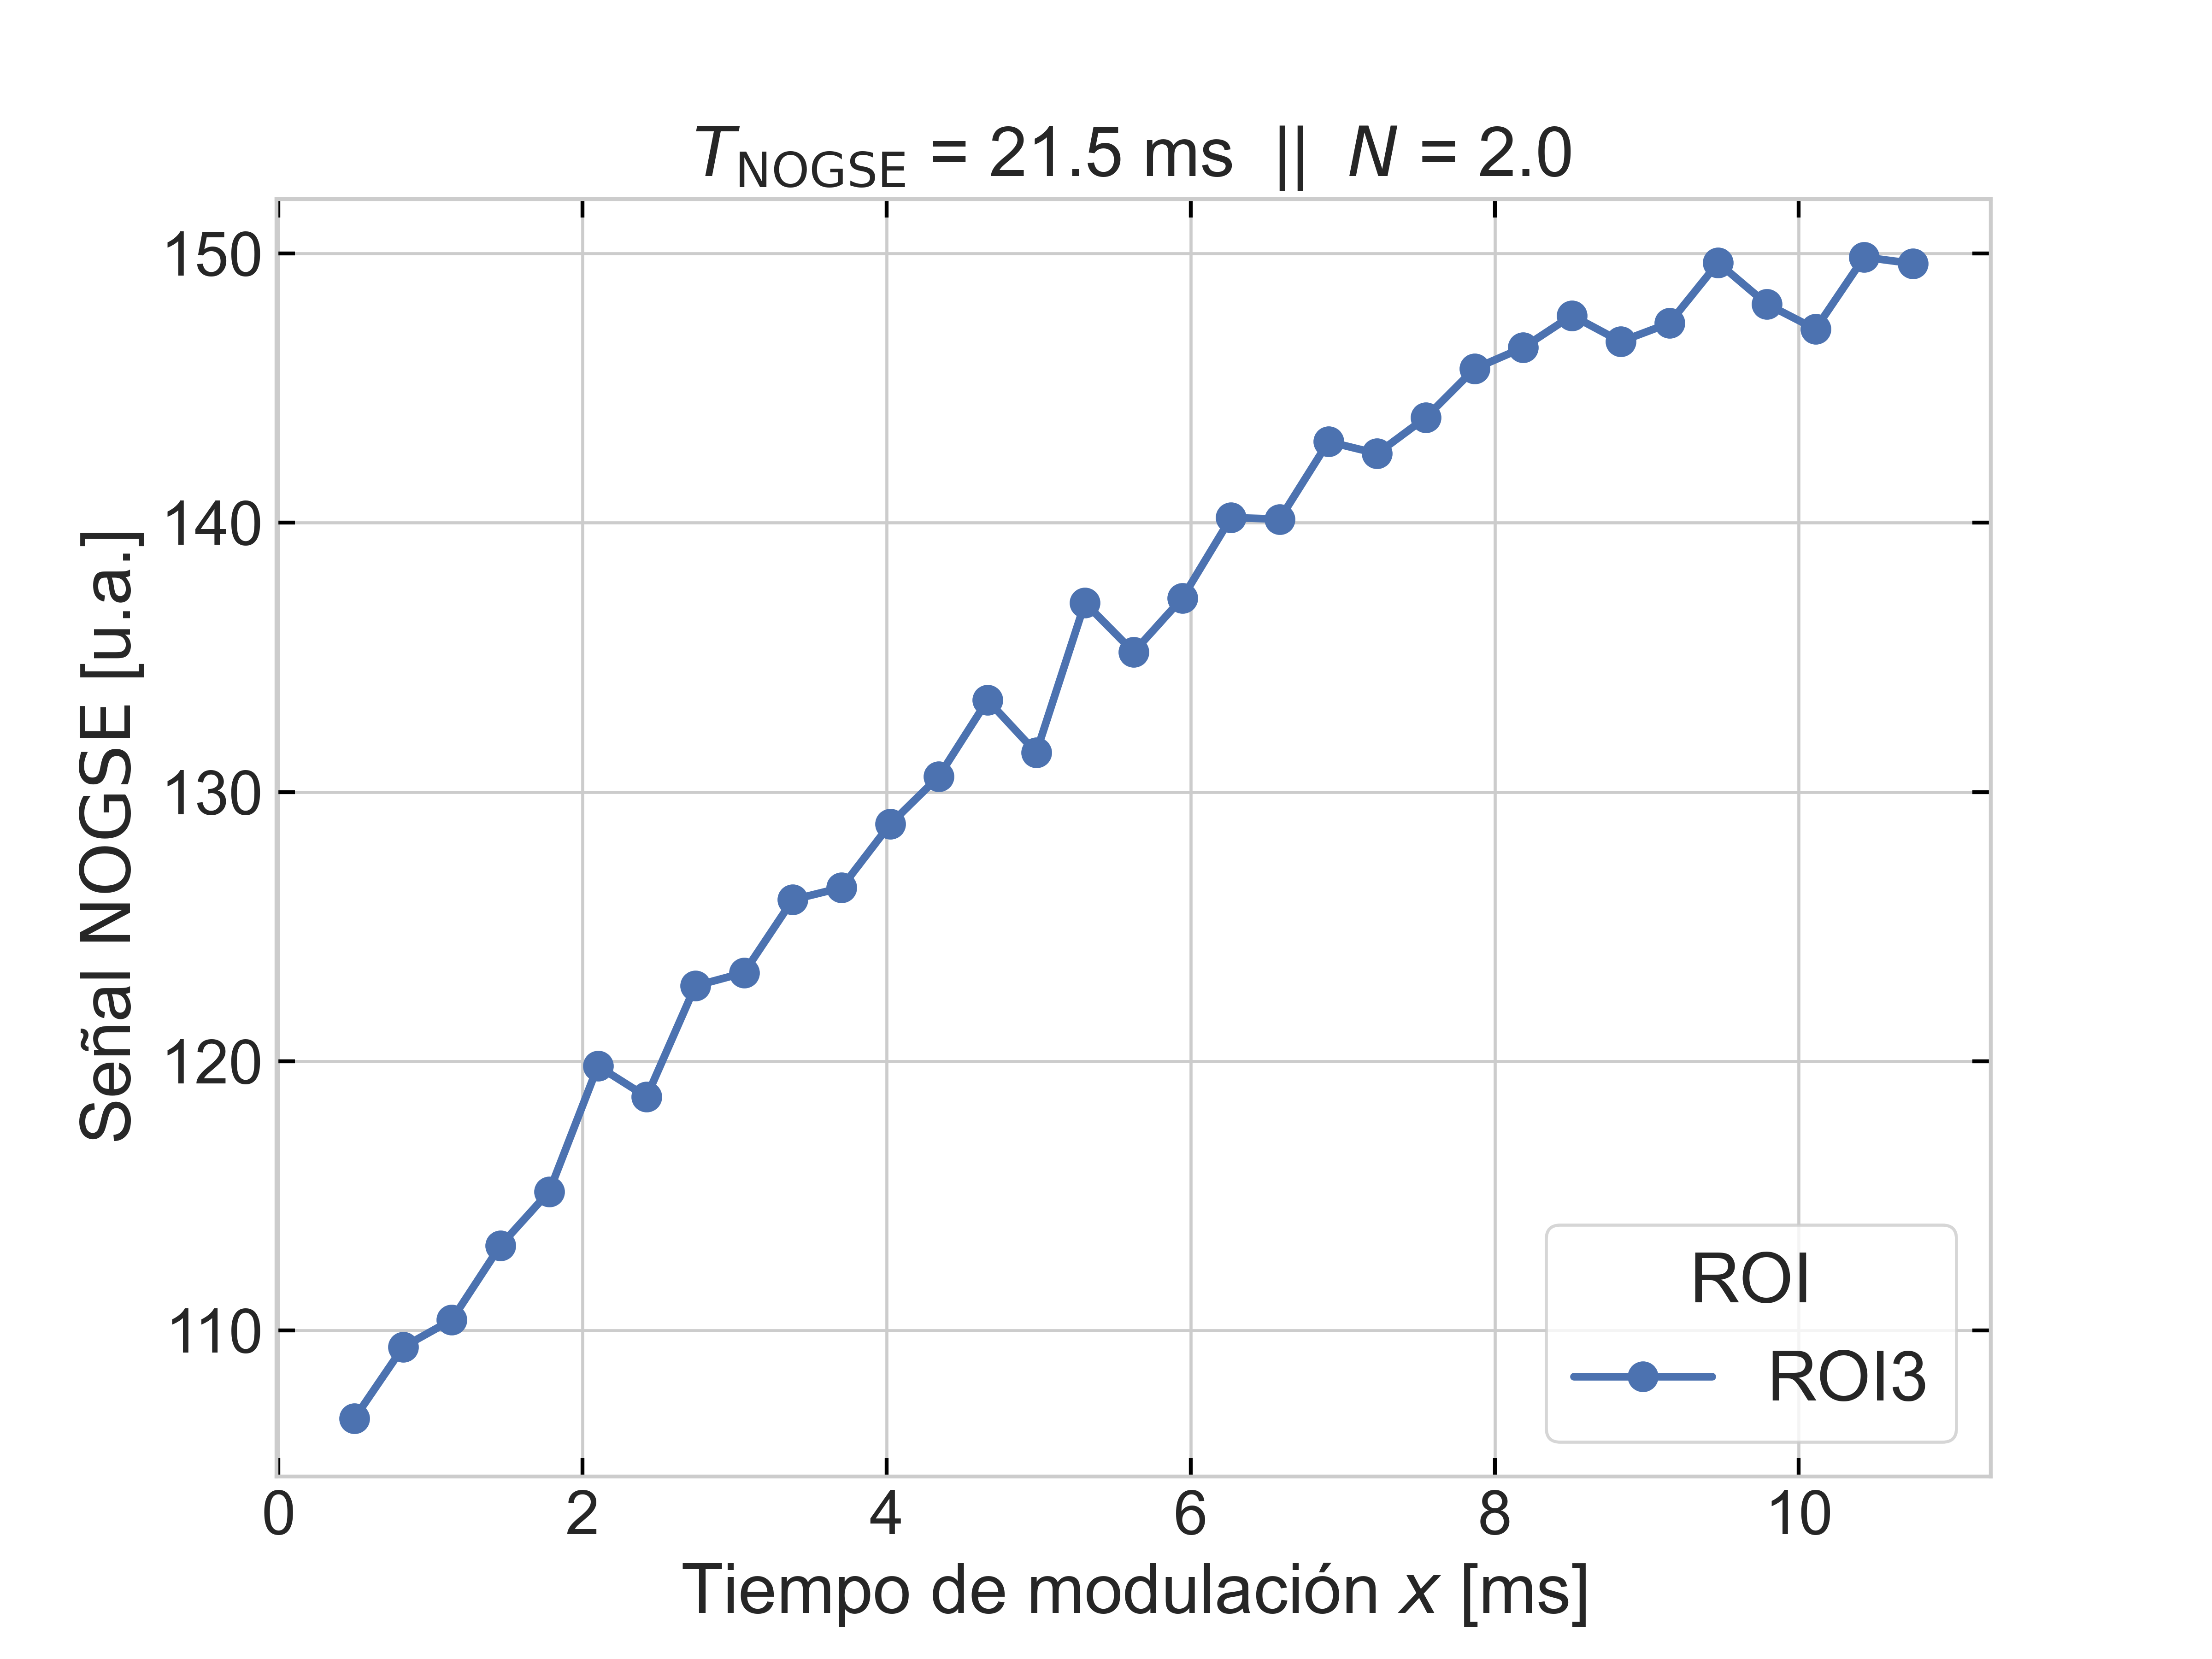 T_NOGSE = 21.5 ms || N = 2.0
Señal NOGSE [u.a.]
150
140
130
120
110
ROI
ROI3
0 2 4 6 8 10
Tiempo de modulación x [ms]